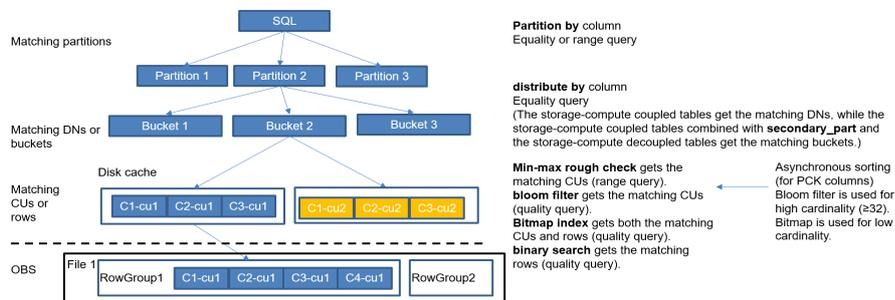 SQL
Matching partitions
Partition 1
Partition 2
Partition 3
Partition by column
Equality or range query
Matching DNs or
buckets
Bucket 1
Bucket 2
Bucket 3
distribute by column
Equality query
(The storage-compute coupled tables get the matching DNs, while the
storage-compute coupled tables combined with secondary_part and
the storage-compute decoupled tables get the matching buckets.)
Matching
CUs or
rows
Disk cache
C1-cu1
C2-cu1
C3-cu1
C1-cu2
C2-cu2
C3-cu2
Min-max rough check gets the
matching CUs (range query).
bloom filter gets the matching CUs
(quality query).
Bitmap index gets both the matching
CUs and rows (quality query).
binary search gets the matching
rows (quality query).
Asynchronous sorting
(for PCK columns)
Bloom filter is used for
high cardinality (≥32).
Bitmap is used for low
cardinality.
OBS
File 1
RowGroup1
C1-cu1
C2-cu1
C3-cu1
C4-cu1
RowGroup2